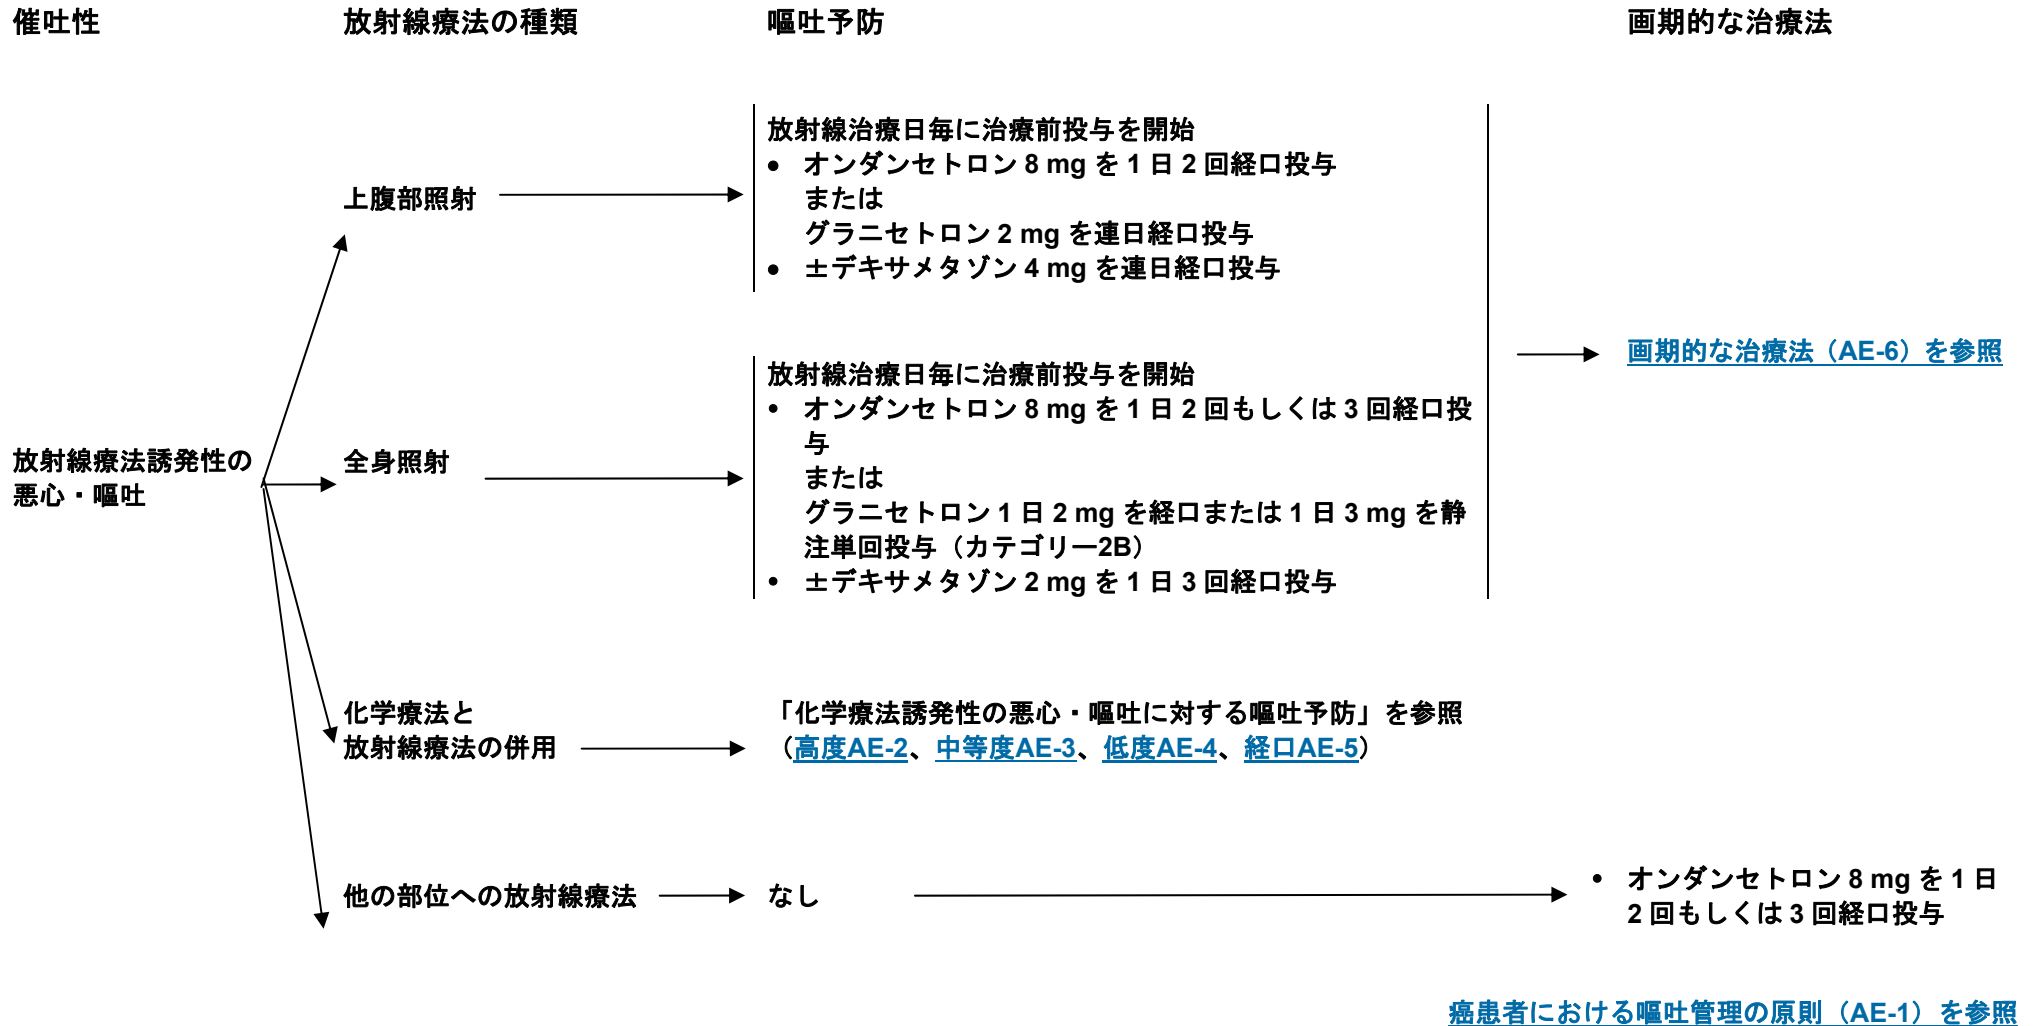 催吐性 放射線療法の種類 嘔吐予防 画期的な治療法
放射線療法誘発性の
悪心・嘔吐
上腹部照射
放射線治療日毎に治療前投与を開始
• オンダンセトロン 8 mg を 1 日 2 回経口投与
または
グラニセトロン 2 mg を連日経口投与
• ±デキサメタゾン 4 mg を連日経口投与
全身照射
放射線治療日毎に治療前投与を開始
• オンダンセトロン 8 mg を 1 日 2 回もしくは 3 回経口投
与
または
グラニセトロン 1 日 2 mg を経口または 1 日 3 mg を静
注単回投与（カテゴリー2B）
• ±デキサメタゾン 2 mg を 1 日 3 回経口投与
画期的な治療法（AE-6）を参照
化学療法と
放射線療法の併用
「化学療法誘発性の悪心・嘔吐に対する嘔吐予防」を参照
（高度AE-2、中等度AE-3、低度AE-4、経口AE-5）
他の部位への放射線療法
なし
• オンダンセトロン 8 mg を 1 日
2 回もしくは 3 回経口投与
癌患者における嘔吐管理の原則（AE-1）を参照